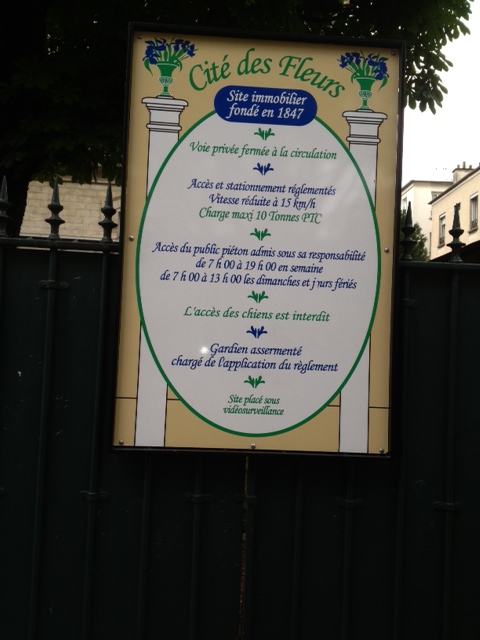 Cité des Fleurs
Site immobilier
fondé en 1847
Voie privée fermée à la circulation
Accès et stationnement réglementés
Vitesse réduite à 15 km/h
Charge maxi 10 Tonnes PTC
Accès du public piéton admis sous sa responsabilité
de 7 h 00 à 19 h 00 en semaine
de 7 h 00 à 13 h 00 les dimanches et jours fériés
L'accès des chiens est interdit
Gardien assermenté
chargé de l'application du règlement
Site placé sous
vidéosurveillance